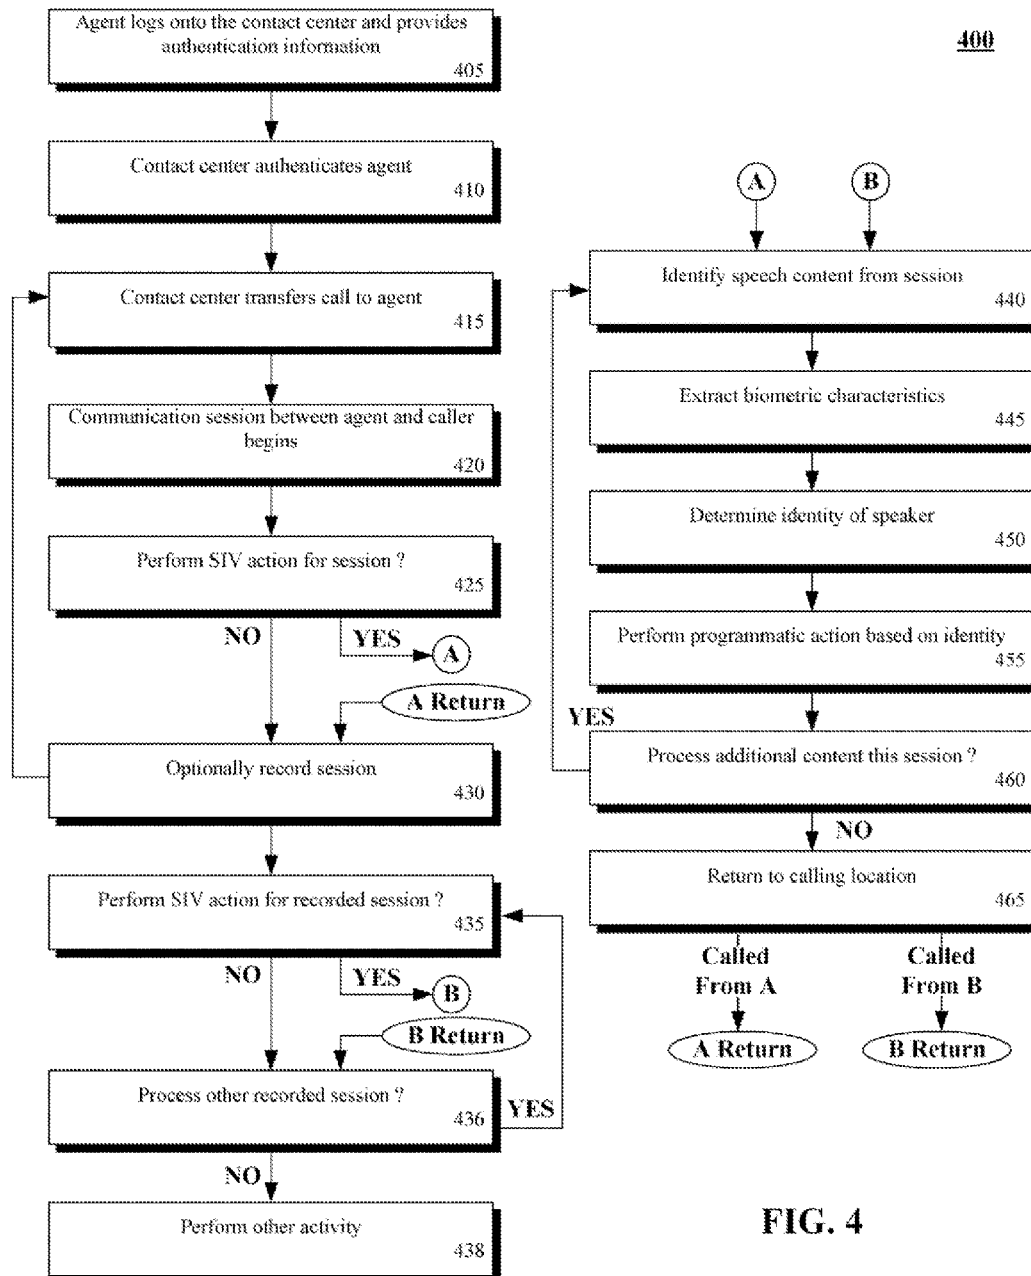 400
Agent logs onto the contact center and provides
authentication information
405
Contact center authenticates agent
410
Contact center transfers call to agent
415
Communication session between agent and caller
begins
420
Perform SIV action for session ?
425
NO
YES
A
A Return
Optionally record session
430
Perform SIV action for recorded session ?
435
NO
YES
B
B Return
Process other recorded session ?
436
YES
NO
Perform other activity
438
A
B
Identify speech content from session
440
Extract biometric characteristics
445
Determine identity of speaker
450
Perform programmatic action based on identity
455
YES
Process additional content this session ?
460
NO
Return to calling location
465
Called
From A
Called
From B
A Return
B Return
FIG. 4